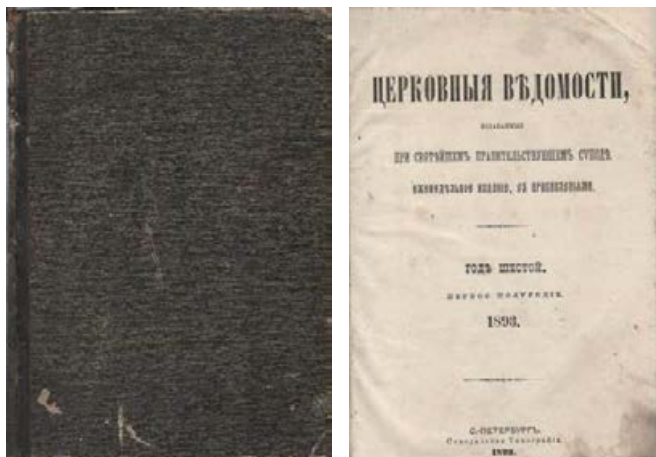 ЦЕРКОВНЫЯ ВѢДОМОСТИ,
ИЗДАВАЕМЫЯ
ПРИ СВЯТѢЙШЕМЪ ПРАВИТЕЛЬСТВУЮЩЕМЪ СѴНОДѢ
ЕЖЕНЕДѢЛЬНОЕ ИЗДАНІЕ, СЪ ПРИБАВЛЕНІЯМИ.
ГОДЪ ШЕСТОЙ.
ПЕРВОЕ ПОЛУГОДІЕ.
1893.
С.-ПЕТЕРБУРГЪ.
Синодальная Типографія.
1893.